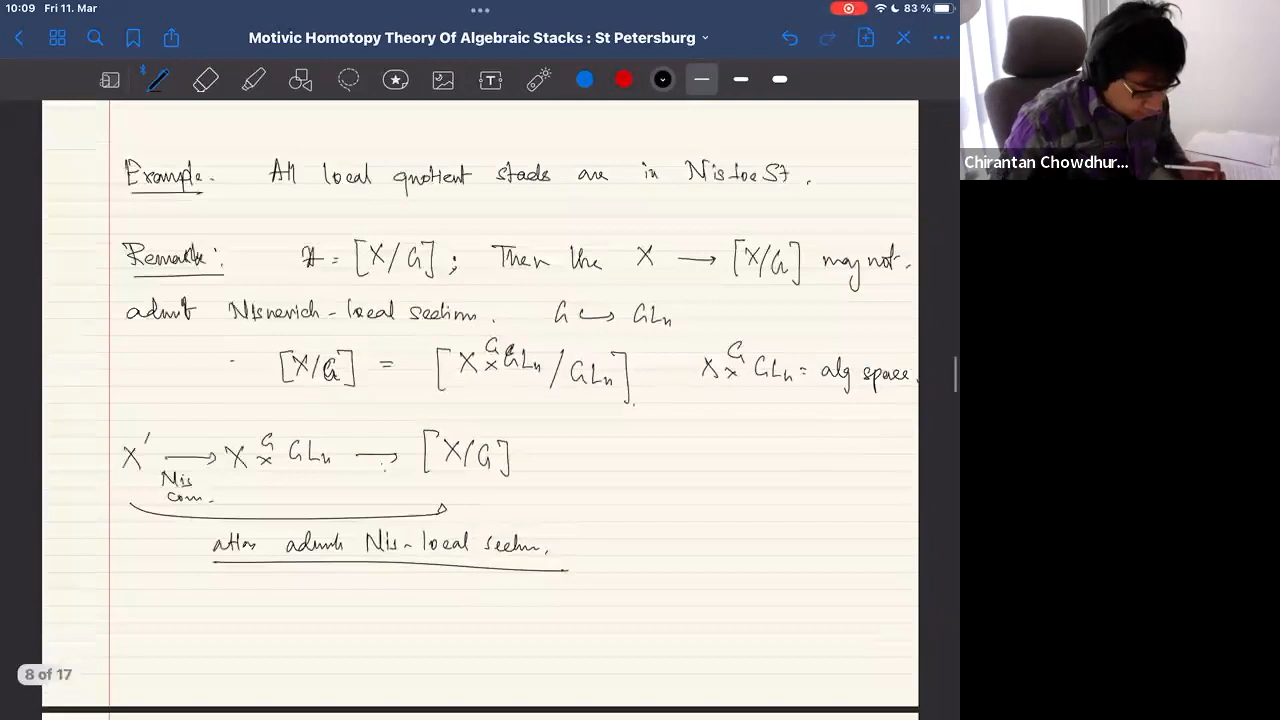 10:09 Fri 11. Mar
83 %
Motivic Homotopy Theory Of Algebraic Stacks : St Petersburg
Chirantan Chowdhur...
Example. All local quotient stacks are in NislocSt.
Remark: X = [X/G] ; Then the X → [X/G] may not.
admit Nisnevich-local section. G ↪ GLn
[X/G] = [X ×^G GLn / GLn]. X ×^G GLn = alg space.
X' → X ×^G GLn → [X/G]
Nis
cov.
atlas admits Nis-local section.
8 of 17